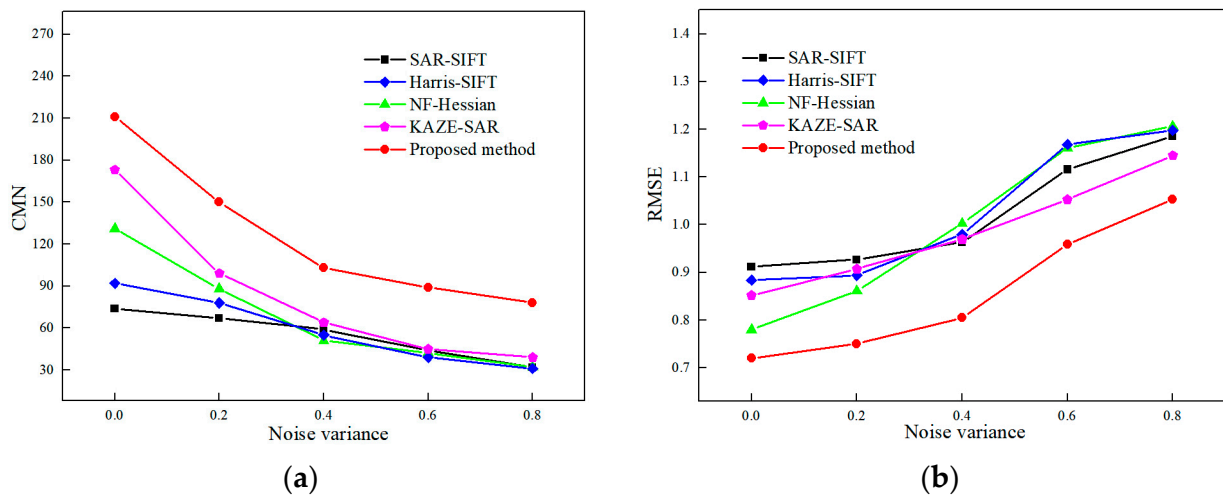 270
240
210
180
150
120
90
60
30
CMN
SAR-SIFT
Harris-SIFT
NF-Hessian
KAZE-SAR
Proposed method
0.0 0.2 0.4 0.6 0.8
Noise variance
(a)
1.4
1.3
1.2
1.1
1.0
0.9
0.8
0.7
RMSE
SAR-SIFT
Harris-SIFT
NF-Hessian
KAZE-SAR
Proposed method
0.0 0.2 0.4 0.6 0.8
Noise variance
(b)